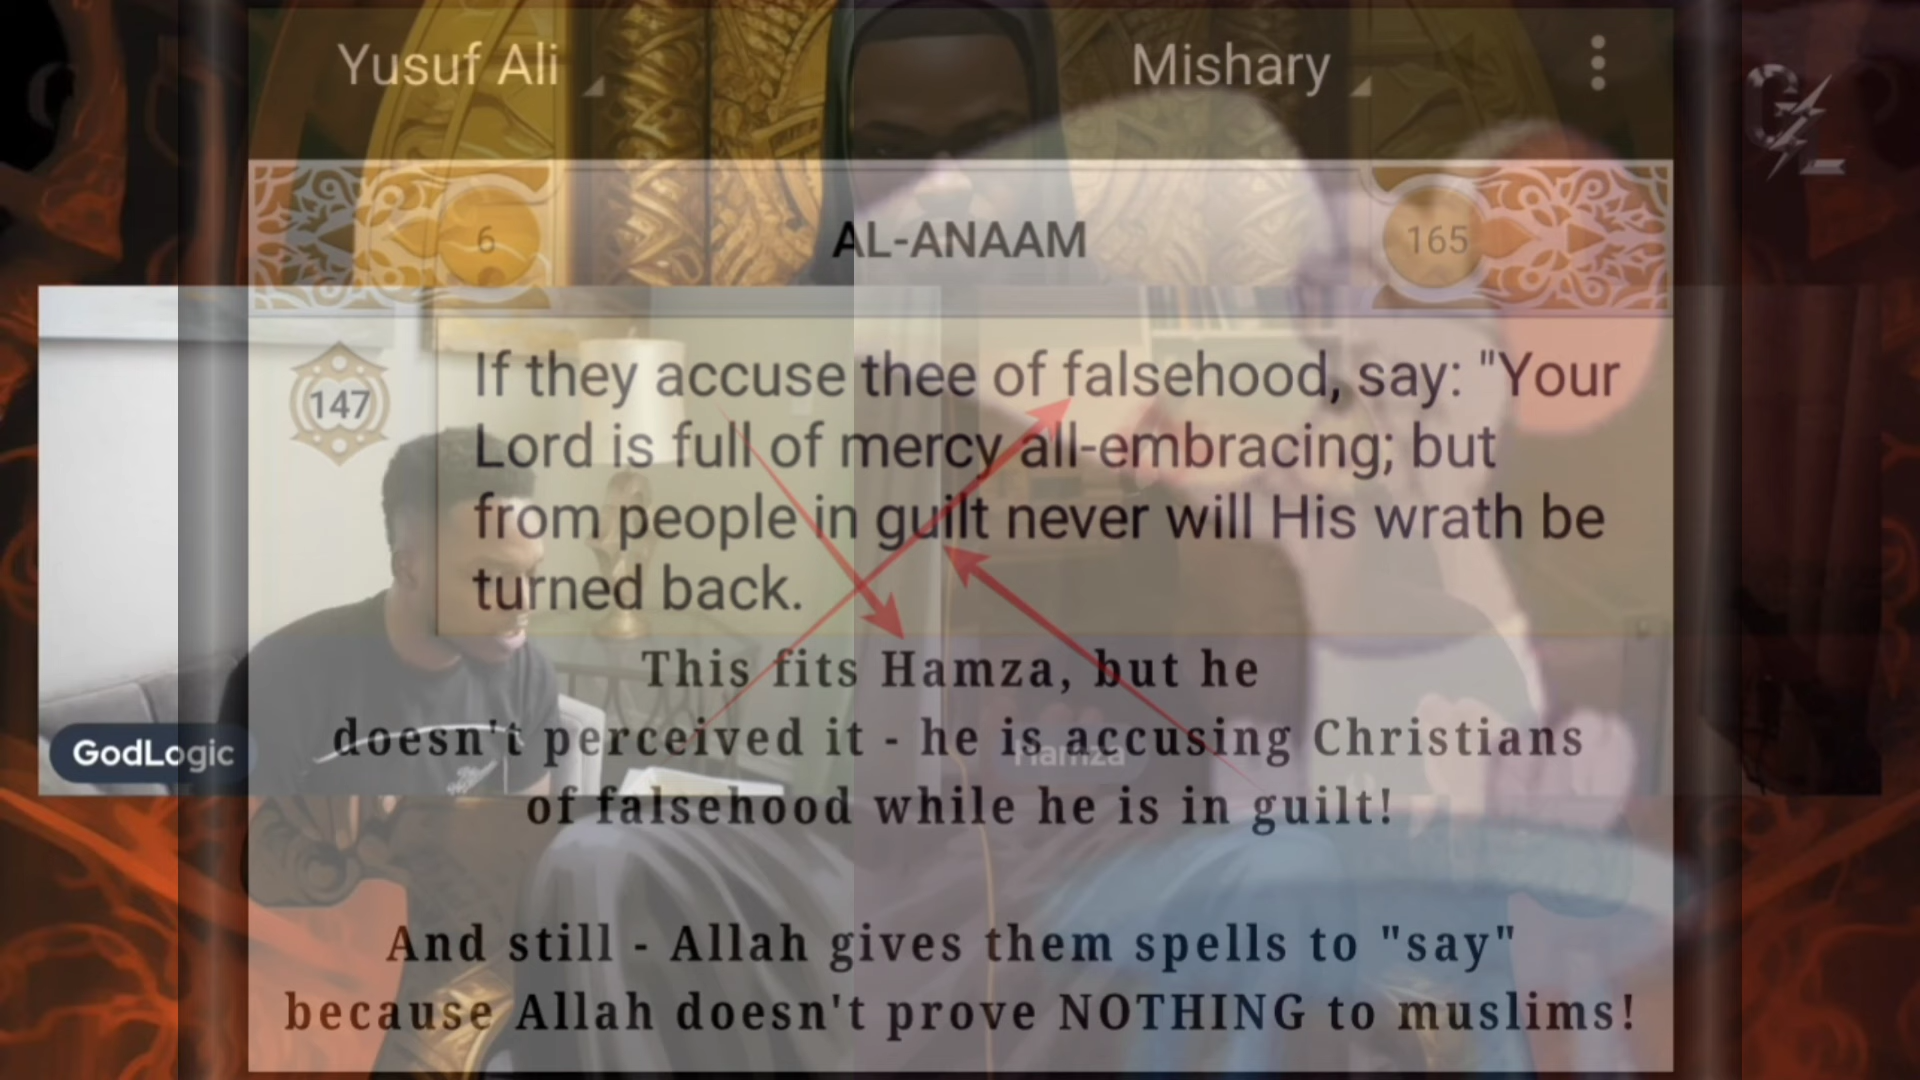 Yusuf Ali
Mishary
6
AL-ANAAM
165
147
If they accuse thee of falsehood, say: "Your
Lord is full of mercy all-embracing; but
from people in guilt never will His wrath be
turned back.
This fits Hamza, but he
doesn't perceived it - he is accusing Christians
of falsehood while he is in guilt!
GodLogic
Hamza
And still - Allah gives them spells to "say"
because Allah doesn't prove NOTHING to muslims!